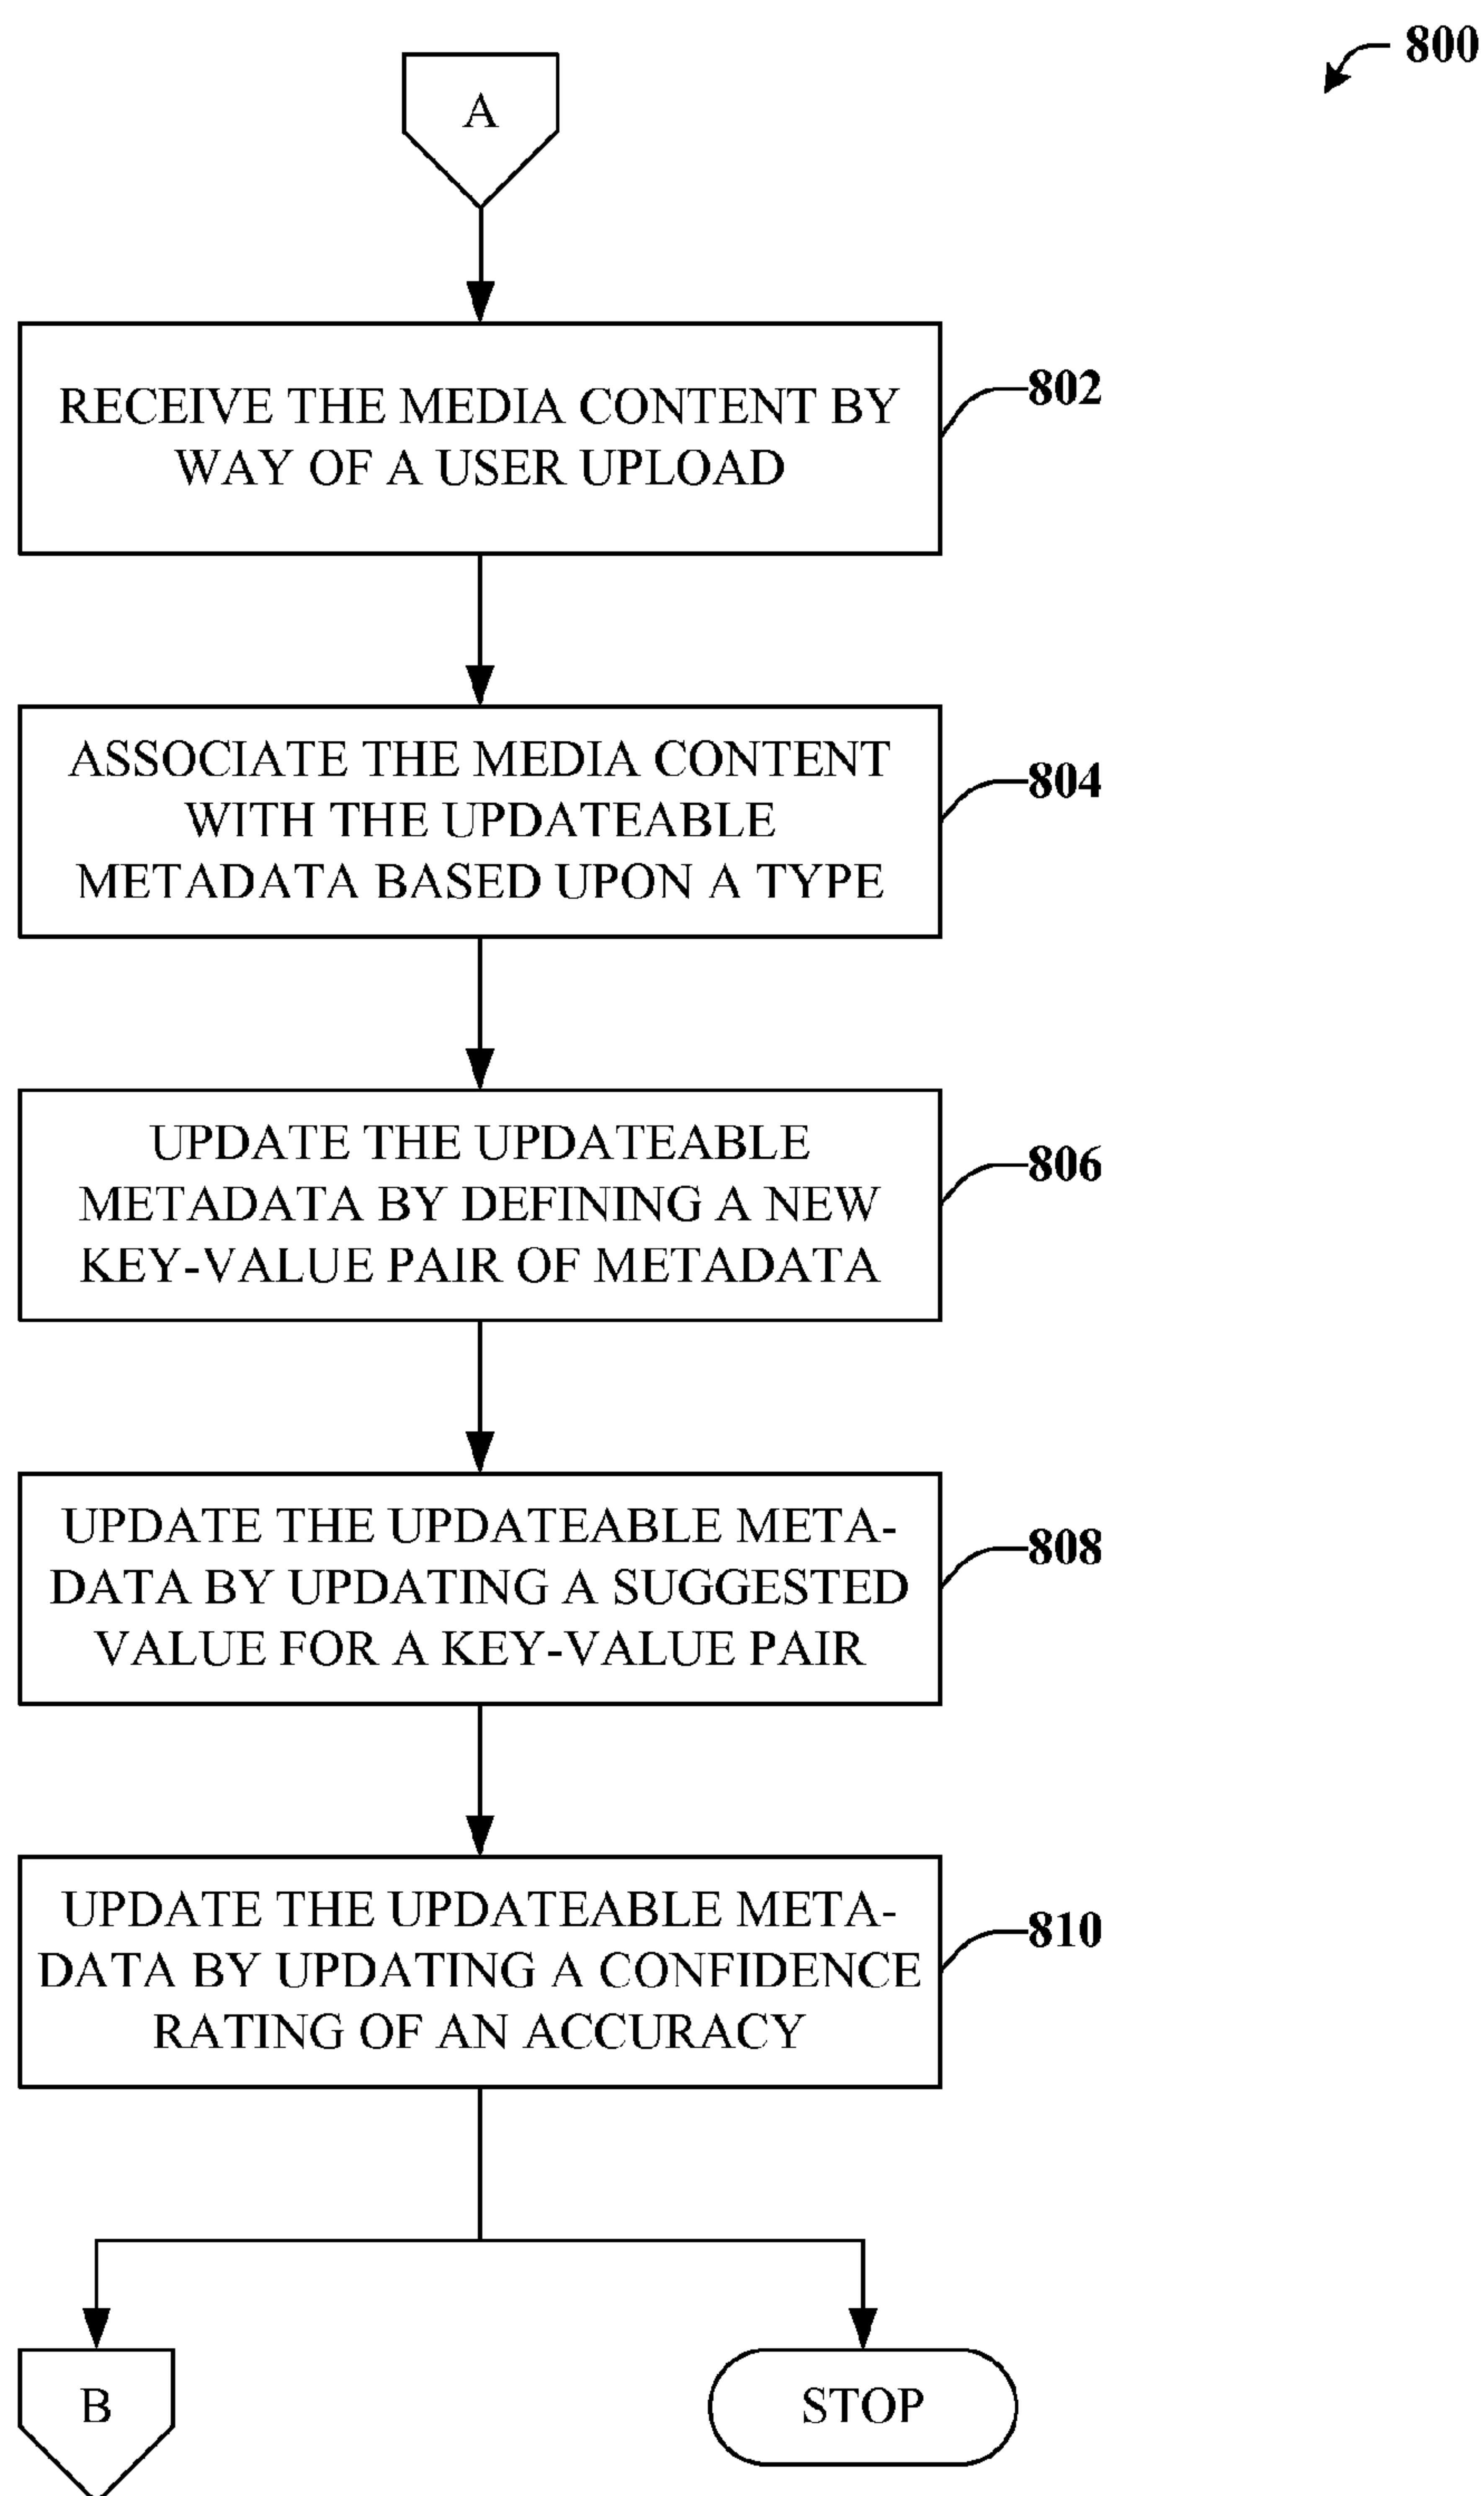 800
A
RECEIVE THE MEDIA CONTENT BY
WAY OF A USER UPLOAD
802
ASSOCIATE THE MEDIA CONTENT
WITH THE UPDATEABLE
METADATA BASED UPON A TYPE
804
UPDATE THE UPDATEABLE
METADATA BY DEFINING A NEW
KEY-VALUE PAIR OF METADATA
806
UPDATE THE UPDATEABLE META-
DATA BY UPDATING A SUGGESTED
VALUE FOR A KEY-VALUE PAIR
808
UPDATE THE UPDATEABLE META-
DATA BY UPDATING A CONFIDENCE
RATING OF AN ACCURACY
810
B
STOP